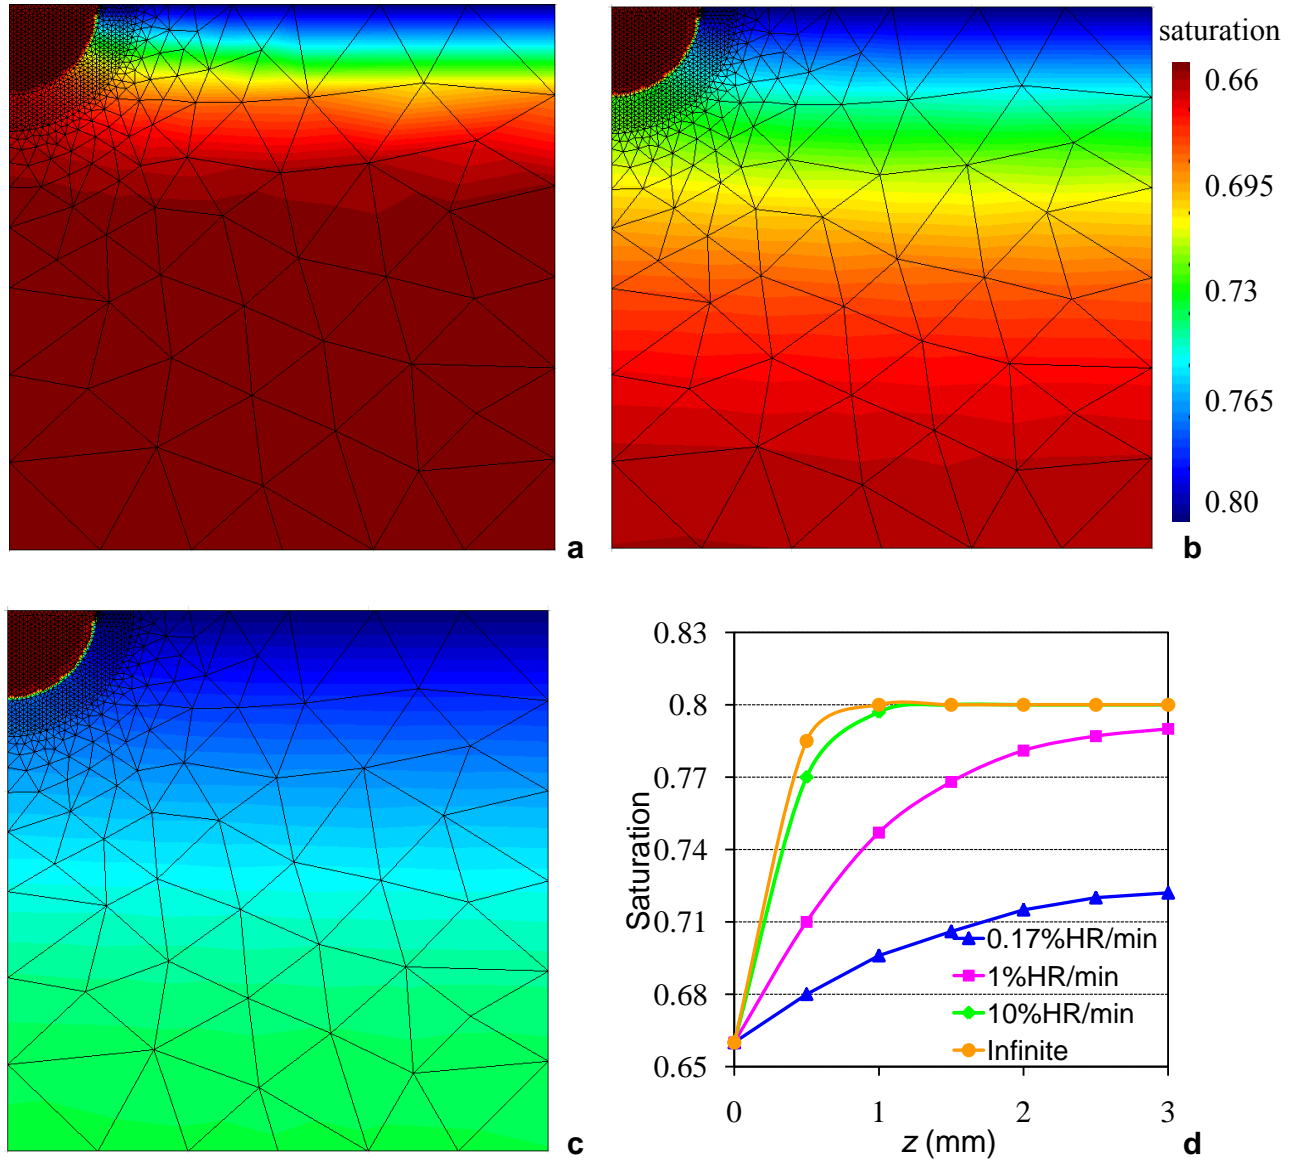 saturation
0.66
0.695
0.73
0.765
0.80
a
b
c
0.83
0.8
0.77
0.74
0.71
0.68
0.65
Saturation
0.17%HR/min
1%HR/min
10%HR/min
Infinite
0 1 2 3
z (mm)
d